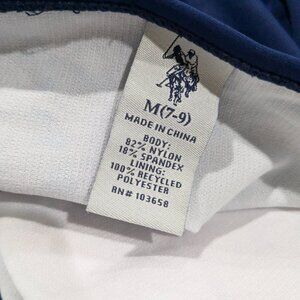 M(7-9)
MADE IN CHINA
BODY:
82% NYLON
18% SPANDEX
LINING:
100% RECYCLED
POLYESTER
RN# 103658